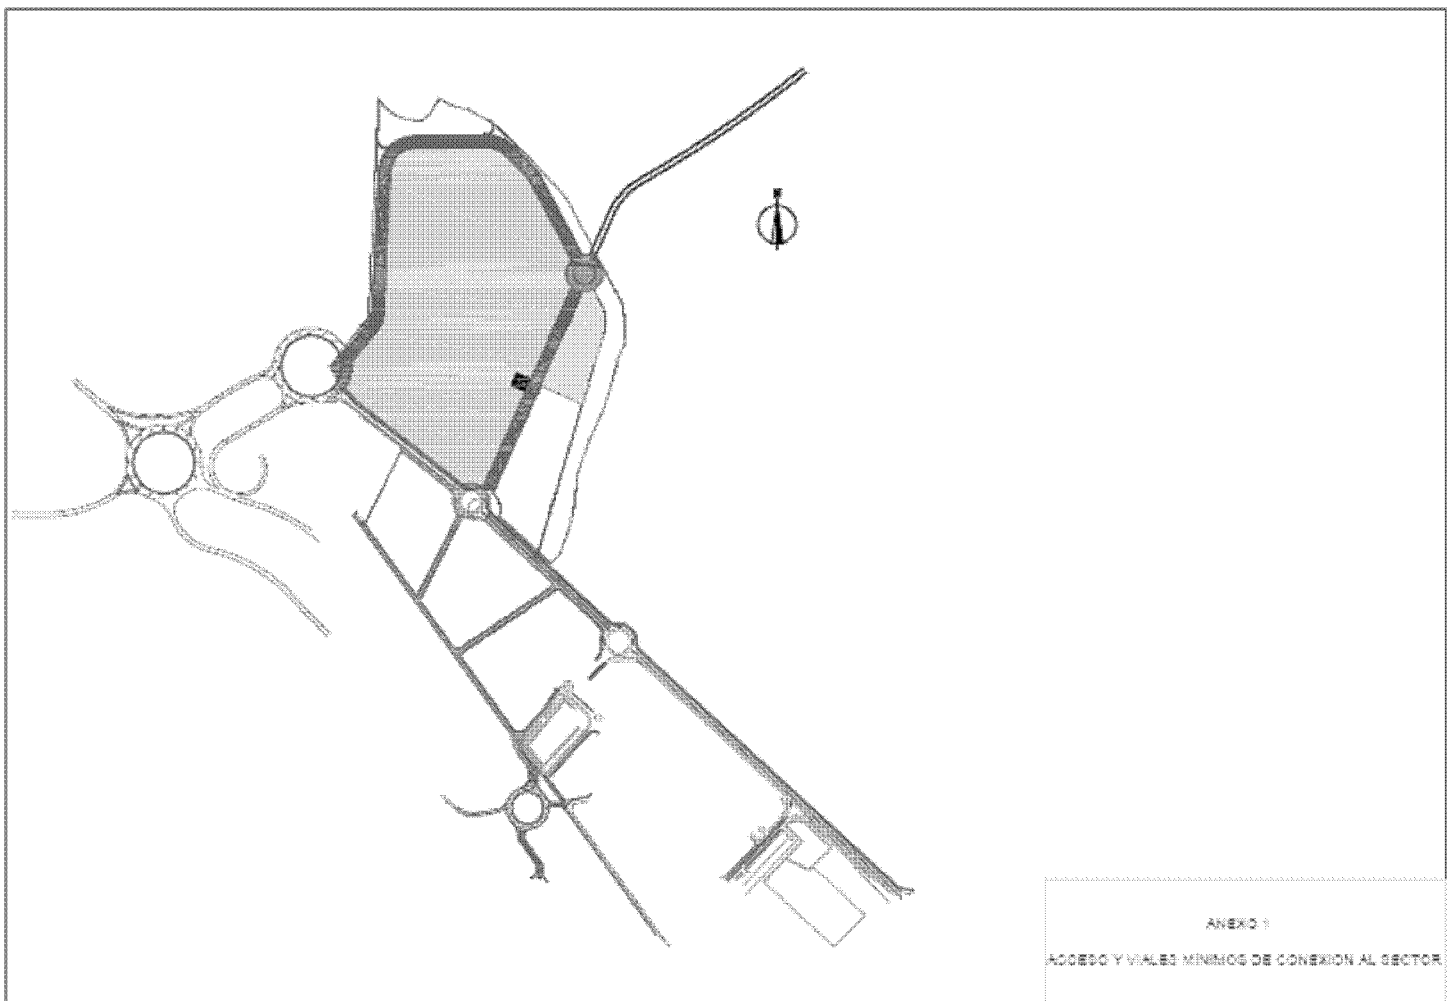 ANEXO 1
ACCESO Y VIALES MINIMOS DE CONEXION AL SECTOR